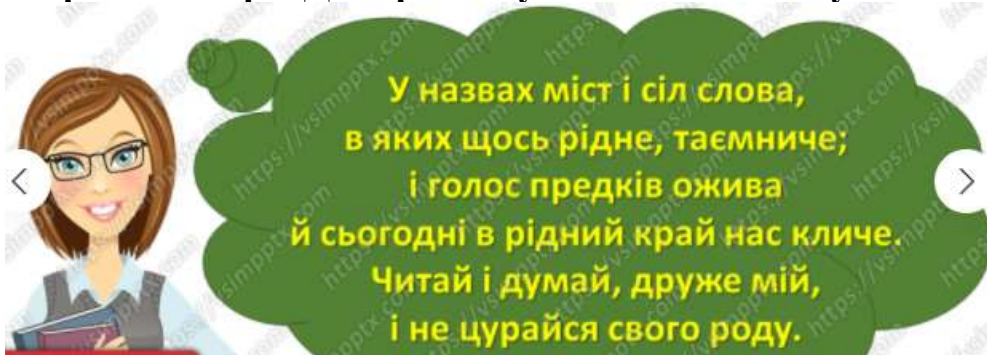 У назвах міст і сіл слова,
в яких щось рідне, таємниче;
і голос предків ожива
й сьогодні в рідний край нас кличе.
Читай і думай, друже мій,
і не цурайся свого роду.